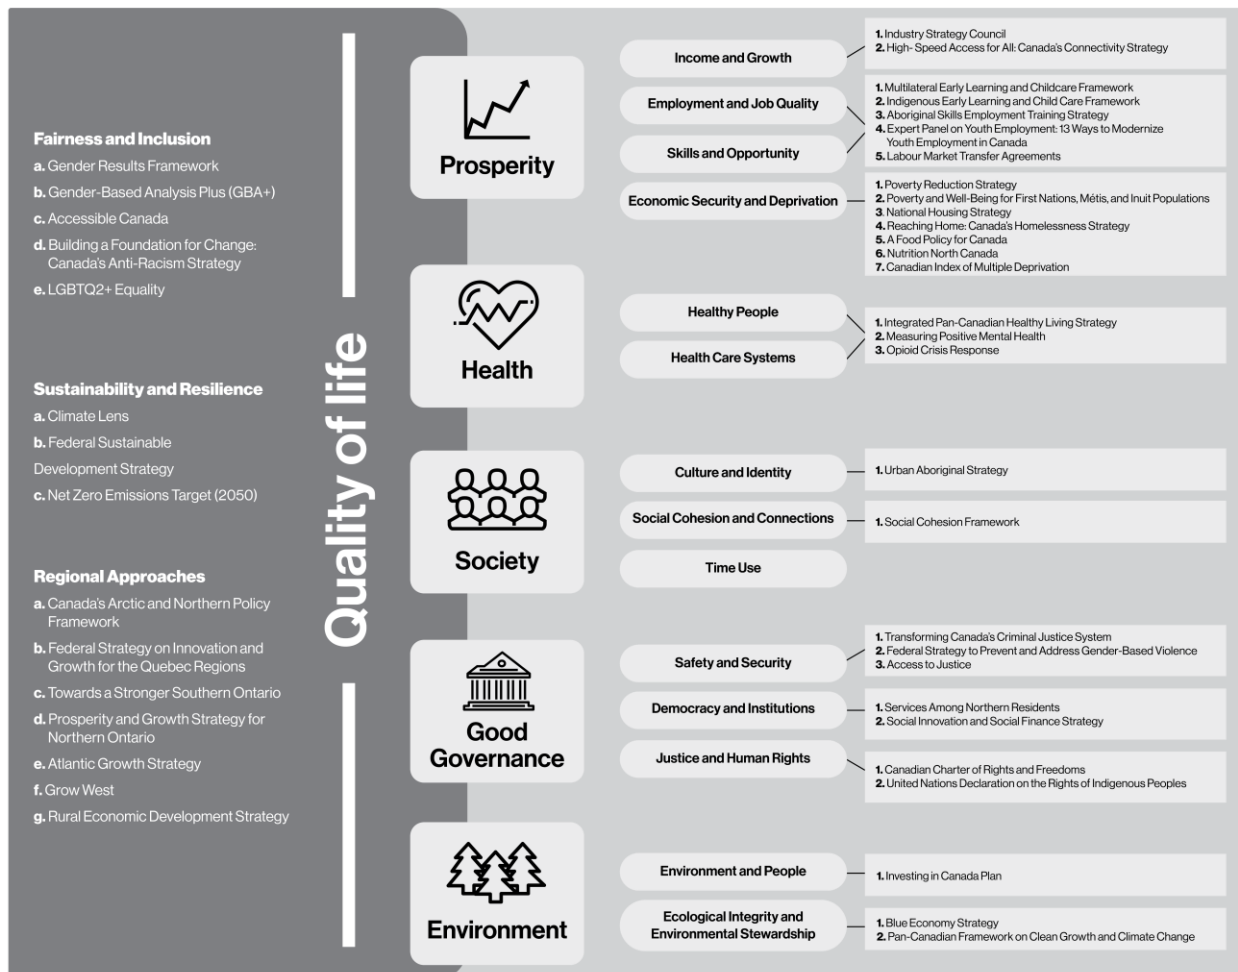 Fairness and Inclusion
a. Gender Results Framework
b. Gender-Based Analysis Plus (GBA+)
c. Accessible Canada
d. Building a Foundation for Change:
Canada's Anti-Racism Strategy
e. LGBTQ2+ Equality
Sustainability and Resilience
a. Climate Lens
b. Federal Sustainable
Development Strategy
c. Net Zero Emissions Target (2050)
Regional Approaches
a. Canada's Arctic and Northern Policy
Framework
b. Federal Strategy on Innovation and
Growth for the Quebec Regions
c. Towards a Stronger Southern Ontario
d. Prosperity and Growth Strategy for
Northern Ontario
e. Atlantic Growth Strategy
f. Grow West
g. Rural Economic Development Strategy
Quality of life
Prosperity
Income and Growth
1. Industry Strategy Council
2. High- Speed Access for All: Canada's Connectivity Strategy
Employment and Job Quality
Skills and Opportunity
1. Multilateral Early Learning and Childcare Framework
2. Indigenous Early Learning and Child Care Framework
3. Aboriginal Skills Employment Training Strategy
4. Expert Panel on Youth Employment: 13 Ways to Modernize
Youth Employment in Canada
5. Labour Market Transfer Agreements
Economic Security and Deprivation
1. Poverty Reduction Strategy
2. Poverty and Well-Being for First Nations, Métis, and Inuit Populations
3. National Housing Strategy
4. Reaching Home: Canada's Homelessness Strategy
5. A Food Policy for Canada
6. Nutrition North Canada
7. Canadian Index of Multiple Deprivation
Health
Healthy People
Health Care Systems
1. Integrated Pan-Canadian Healthy Living Strategy
2. Measuring Positive Mental Health
3. Opioid Crisis Response
Society
Culture and Identity
1. Urban Aboriginal Strategy
Social Cohesion and Connections
1. Social Cohesion Framework
Time Use
Good
Governance
Safety and Security
1. Transforming Canada's Criminal Justice System
2. Federal Strategy to Prevent and Address Gender-Based Violence
3. Access to Justice
Democracy and Institutions
1. Services Among Northern Residents
2. Social Innovation and Social Finance Strategy
Justice and Human Rights
1. Canadian Charter of Rights and Freedoms
2. United Nations Declaration on the Rights of Indigenous Peoples
Environment
Environment and People
1. Investing in Canada Plan
Ecological Integrity and
Environmental Stewardship
1. Blue Economy Strategy
2. Pan-Canadian Framework on Clean Growth and Climate Change